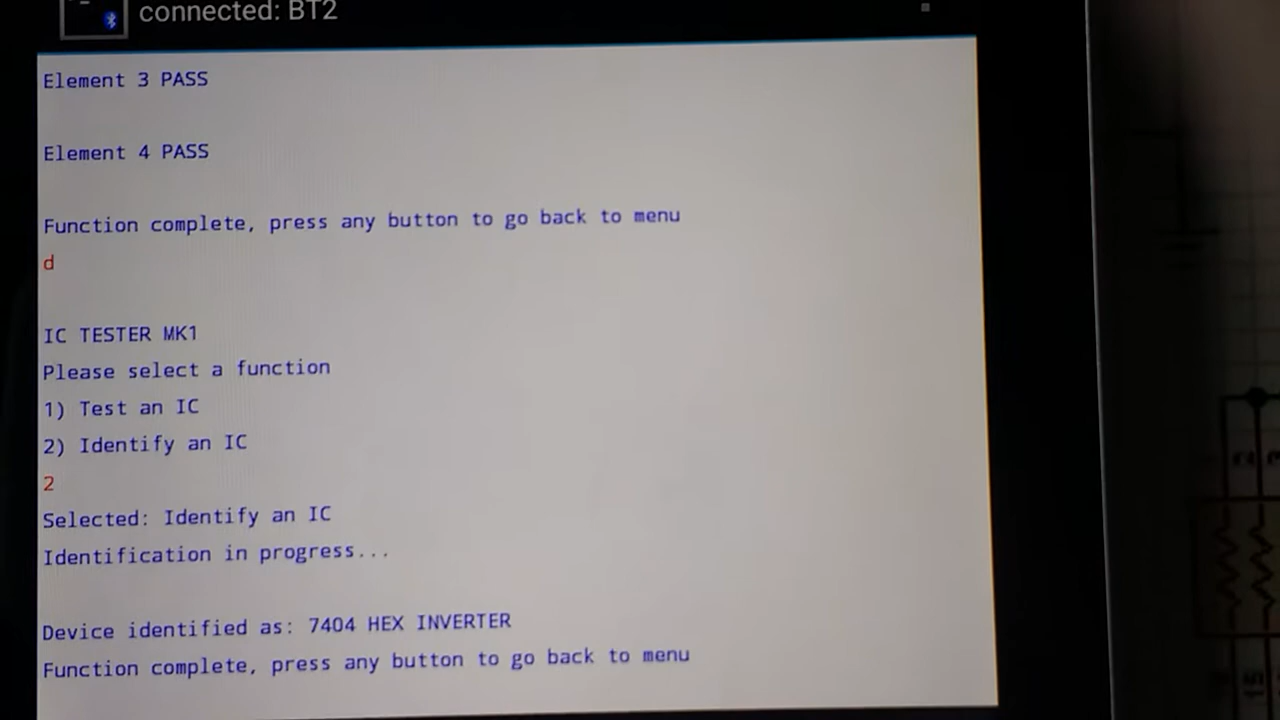 connected: BT2
Element 3 PASS
Element 4 PASS
Function complete, press any button to go back to menu
d
IC TESTER MK1
Please select a function
1) Test an IC
2) Identify an IC
2
Selected: Identify an IC
Identification in progress...
Device identified as: 7404 HEX INVERTER
Function complete, press any button to go back to menu